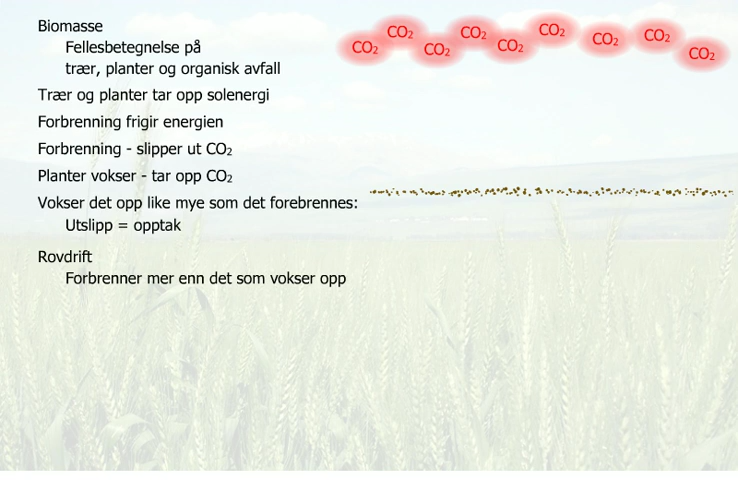 Biomasse
Fellesbetegnelse på
trær, planter og organisk avfall
Trær og planter tar opp solenergi
Forbrenning frigir energien
Forbrenning - slipper ut CO₂
Planter vokser - tar opp CO₂
Vokser det opp like mye som det forebrennes:
Utslipp = opptak
Rovdrift
Forbrenner mer enn det som vokser opp
CO₂
CO₂
CO₂
CO₂
CO₂
CO₂
CO₂
CO₂
CO₂